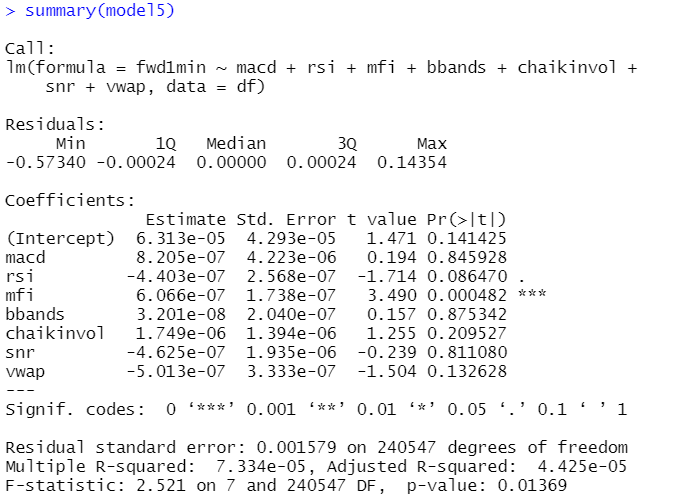 > summary(model5)
Call:
lm(formula = fwd1min ~ macd + rsi + mfi + bbands + chaikinvol +
    snr + vwap, data = df)
Residuals:
     Min       1Q   Median       3Q      Max
-0.57340 -0.00024  0.00000  0.00024  0.14354
Coefficients:
              Estimate Std. Error t value Pr(>|t|)
(Intercept)  6.313e-05  4.293e-05   1.471 0.141425
macd         8.205e-07  4.223e-06   0.194 0.845928
rsi         -4.403e-07  2.568e-07  -1.714 0.086470 .
mfi          6.066e-07  1.738e-07   3.490 0.000482 ***
bbands       3.201e-08  2.040e-07   0.157 0.875342
chaikinvol   1.749e-06  1.394e-06   1.255 0.209527
snr         -4.625e-07  1.935e-06  -0.239 0.811080
vwap        -5.013e-07  3.333e-07  -1.504 0.132628
---
Signif. codes:  0 ‘***’ 0.001 ‘**’ 0.01 ‘*’ 0.05 ‘.’ 0.1 ‘ ’ 1
Residual standard error: 0.001579 on 240547 degrees of freedom
Multiple R-squared:  7.334e-05, Adjusted R-squared:  4.425e-05
F-statistic: 2.521 on 7 and 240547 DF,  p-value: 0.01369